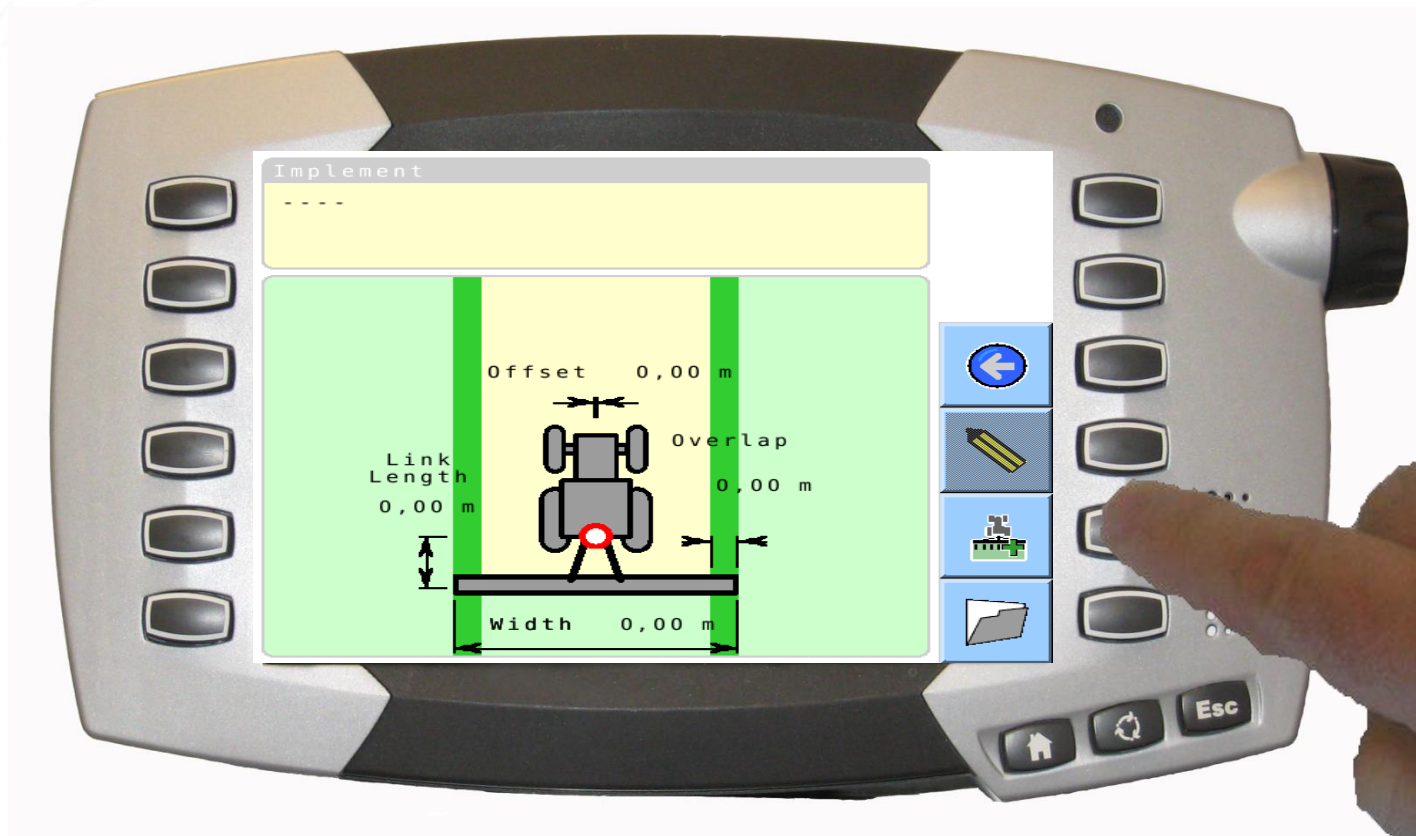 Implement
----
Offset 0,00 m
Overlap
0,00 m
Link
Length
0,00 m
Width 0,00 m
Esc